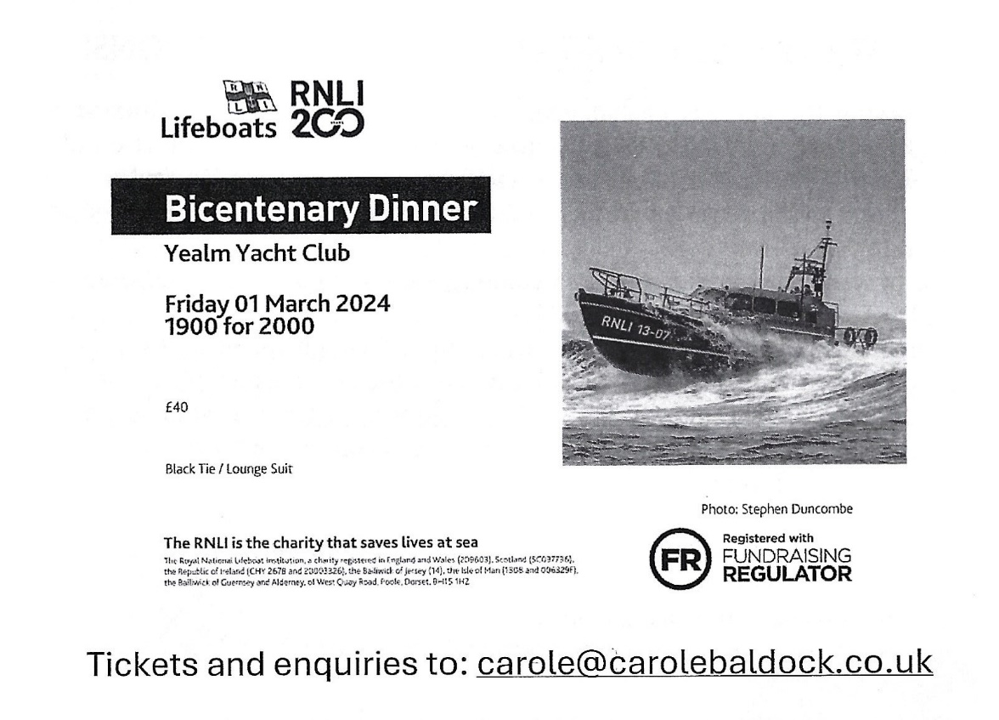 RNLI
Lifeboats
RNLI
200
Bicentenary Dinner
Yealm Yacht Club
Friday 01 March 2024
1900 for 2000
£40
Black Tie / Lounge Suit
The RNLI is the charity that saves lives at sea
The Royal National Lifeboat Institution, a charity registered in England and Wales (209603), Scotland (SC037736),
the Republic of Ireland (CHY 2678 and 20003326), the Bailiwick of Jersey (14), the Isle of Man (1308 and 006329F),
the Bailiwick of Guernsey and Alderney, of West Quay Road, Poole, Dorset, BH15 1HZ
RNLI 13-07
Photo: Stephen Duncombe
FR
Registered with
FUNDRAISING
REGULATOR
Tickets and enquiries to: carole@carolebaldock.co.uk